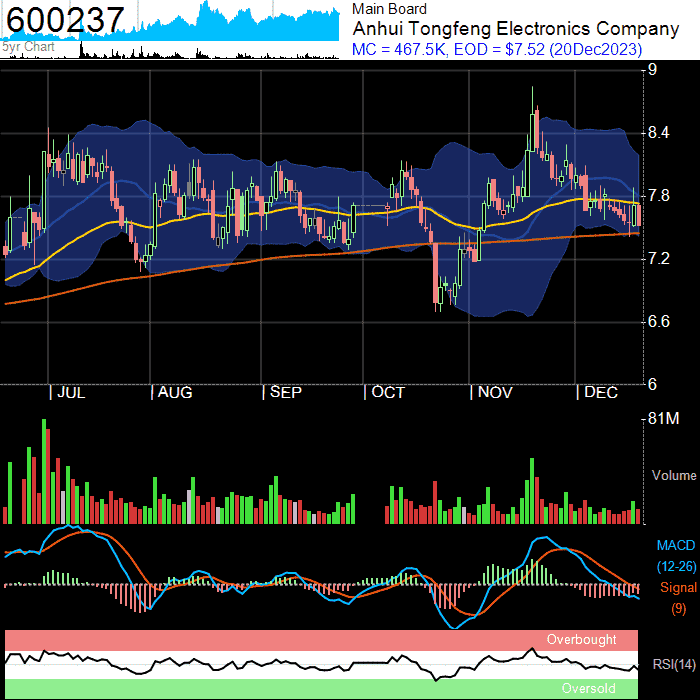 600237
5yr Chart
Main Board
Anhui Tongfeng Electronics Company
MC = 467.5K, EOD = $7.52 (20Dec2023)
9
8.4
7.8
7.2
6.6
6
JUL AUG SEP OCT NOV DEC
81M
Volume
MACD
(12-26)
Signal
(9)
Overbought
RSI(14)
Oversold